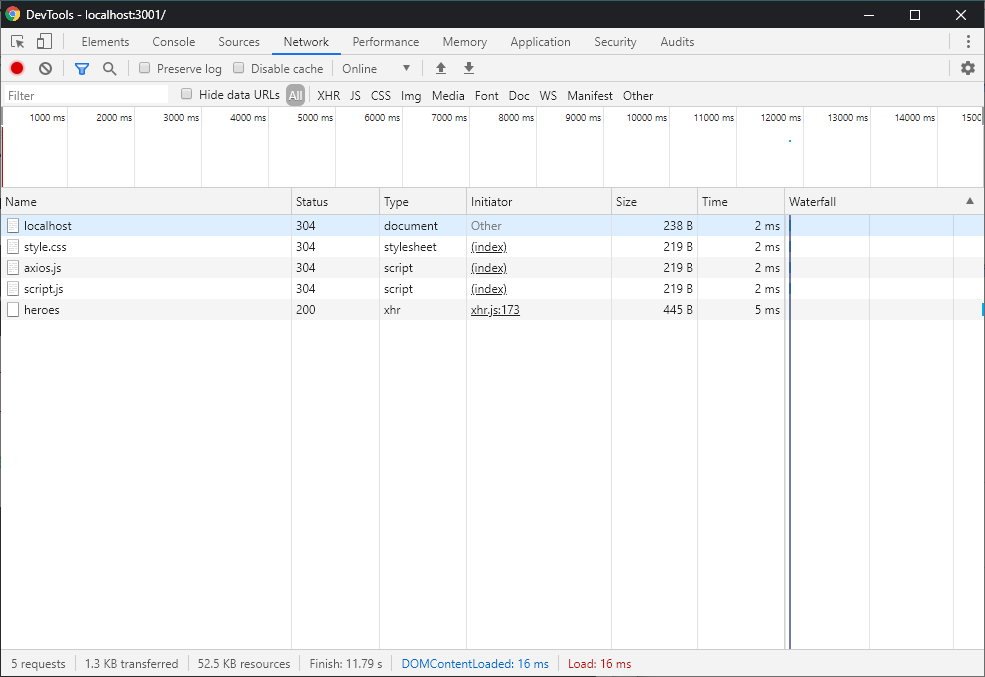 DevTools - localhost:3001/
Elements Console Sources Network Performance Memory Application Security Audits
Preserve log Disable cache Online
Filter Hide data URLs All XHR JS CSS Img Media Font Doc WS Manifest Other
1000 ms 2000 ms 3000 ms 4000 ms 5000 ms 6000 ms 7000 ms 8000 ms 9000 ms 10000 ms 11000 ms 12000 ms 13000 ms 14000 ms 1500
Name Status Type Initiator Size Time Waterfall
localhost 304 document Other 238 B 2 ms
style.css 304 stylesheet (index) 219 B 2 ms
axios.js 304 script (index) 219 B 2 ms
script.js 304 script (index) 219 B 2 ms
heroes 200 xhr xhr.js:173 445 B 5 ms
5 requests 1.3 KB transferred 52.5 KB resources Finish: 11.79 s DOMContentLoaded: 16 ms Load: 16 ms